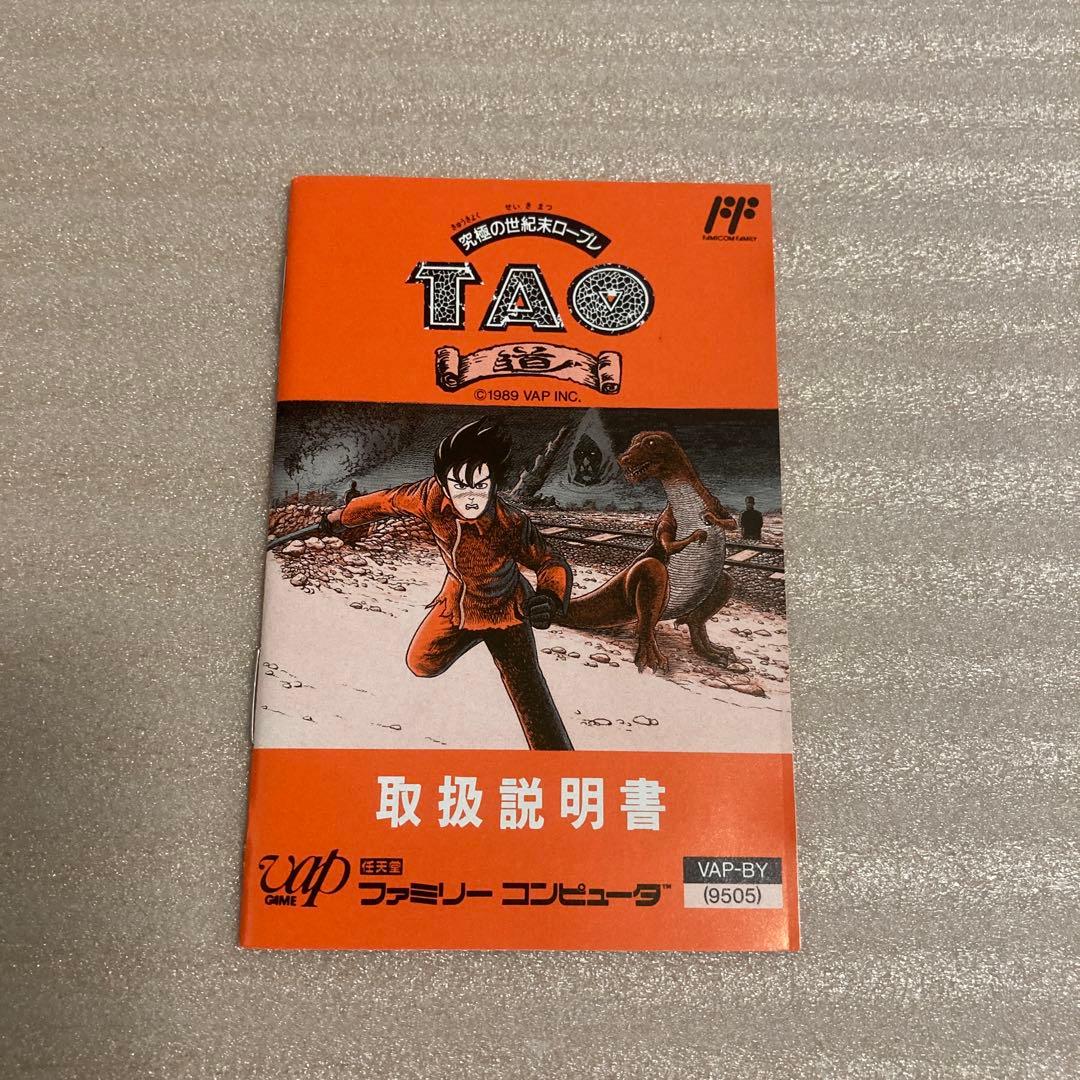 きゅうきょく せいきまつ
究極の世紀末ロープレ
FF
FAMICOM FAMILY
TAO
道
©1989 VAP INC.
取扱説明書
vap
GAME
任天堂
ファミリー コンピュータ™
VAP-BY
(9505)